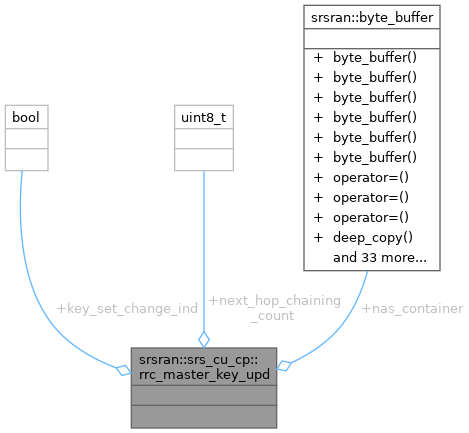 srsran::byte_buffer
+ byte_buffer()
+ byte_buffer()
+ byte_buffer()
+ byte_buffer()
+ byte_buffer()
+ byte_buffer()
+ operator=()
+ operator=()
+ operator=()
+ deep_copy()
and 33 more...
bool
uint8_t
+key_set_change_ind
+next_hop_chaining
_count
+nas_container
srsran::srs_cu_cp::
rrc_master_key_upd